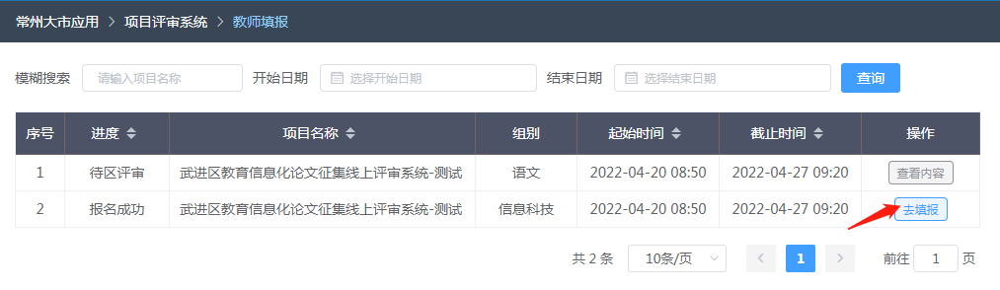 常州大市应用 > 项目评审系统 > 教师填报
模糊搜索 请输入项目名称 开始日期 选择开始日期 结束日期 选择结束日期 查询
序号 进度 项目名称 组别 起始时间 截止时间 操作
1 待区评审 武进区教育信息化论文征集线上评审系统-测试 语文 2022-04-20 08:50 2022-04-27 09:20 查看内容
2 报名成功 武进区教育信息化论文征集线上评审系统-测试 信息科技 2022-04-20 08:50 2022-04-27 09:20 去填报
共 2 条 10条/页 < 1 > 前往 1 页